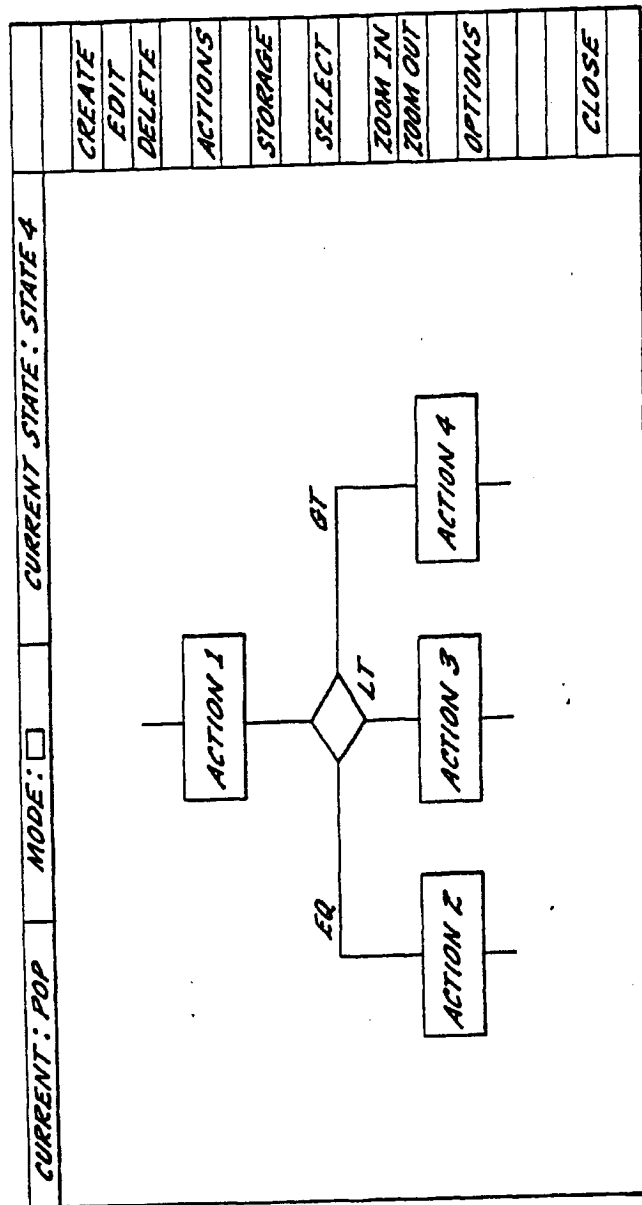 CURRENT: POP
MODE:
CURRENT STATE: STATE 4
CREATE
EDIT
DELETE
ACTIONS
STORAGE
SELECT
ZOOM IN
ZOOM OUT
OPTIONS
CLOSE
ACTION 1
EQ
LT
GT
ACTION 2
ACTION 3
ACTION 4